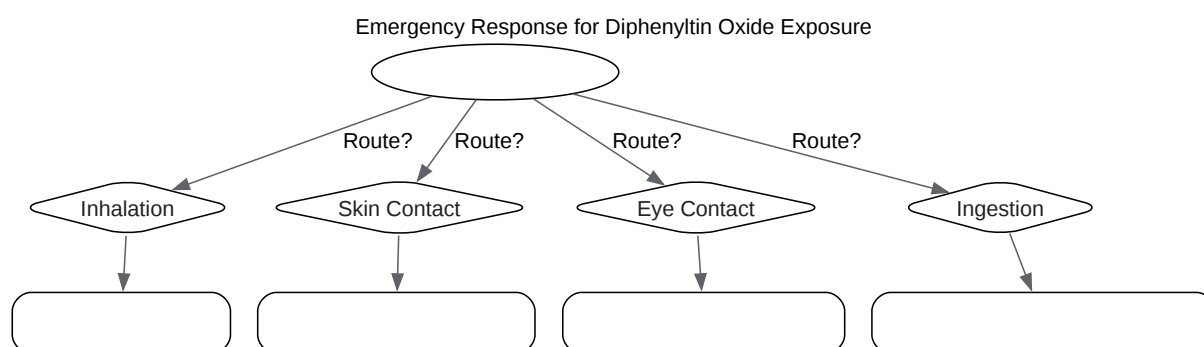 Emergency Response for Diphenyltin Oxide Exposure
Route?
Route?
Route?
Route?
Inhalation
Skin Contact
Eye Contact
Ingestion